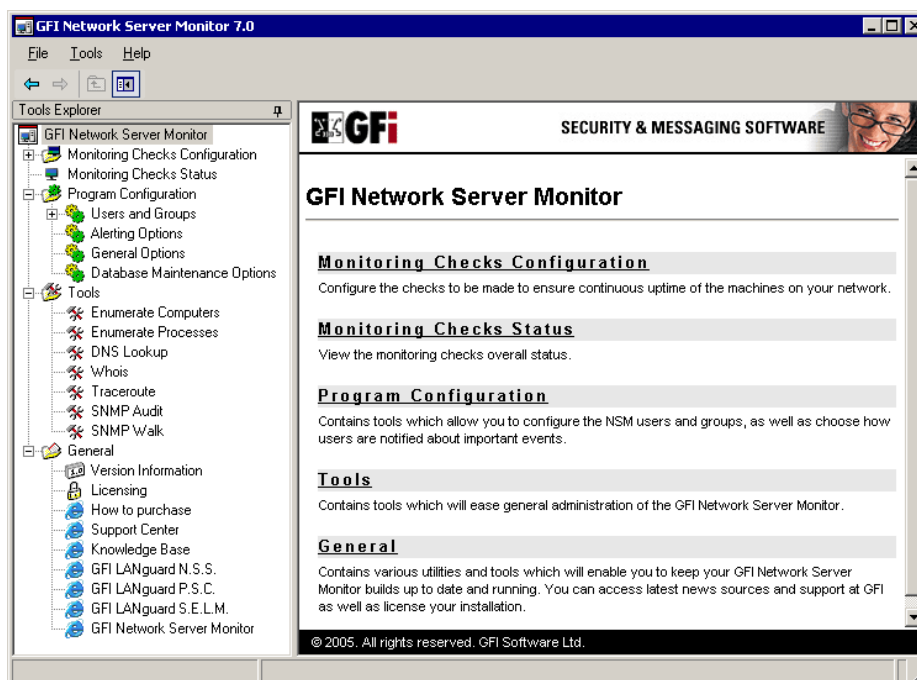 GFI Network Server Monitor 7.0
File Tools Help
Tools Explorer
GFI Network Server Monitor
Monitoring Checks Configuration
Monitoring Checks Status
Program Configuration
Users and Groups
Alerting Options
General Options
Database Maintenance Options
Tools
Enumerate Computers
Enumerate Processes
DNS Lookup
Whois
Traceroute
SNMP Audit
SNMP Walk
General
Version Information
Licensing
How to purchase
Support Center
Knowledge Base
GFI LANguard N.S.S.
GFI LANguard P.S.C.
GFI LANguard S.E.L.M.
GFI Network Server Monitor
GFi SECURITY & MESSAGING SOFTWARE
GFI Network Server Monitor
Monitoring Checks Configuration
Configure the checks to be made to ensure continuous uptime of the machines on your network.
Monitoring Checks Status
View the monitoring checks overall status.
Program Configuration
Contains tools which allow you to configure the NSM users and groups, as well as choose how
users are notified about important events.
Tools
Contains tools which will ease general administration of the GFI Network Server Monitor.
General
Contains various utilities and tools which will enable you to keep your GFI Network Server
Monitor builds up to date and running. You can access latest news sources and support at GFI
as well as license your installation.
© 2005. All rights reserved. GFI Software Ltd.